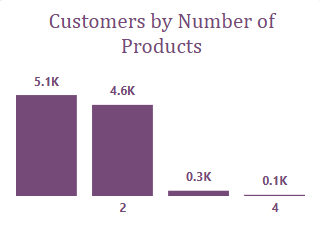 Customers by Number of
Products
5.1K
4.6K
0.3K
0.1K
2
4